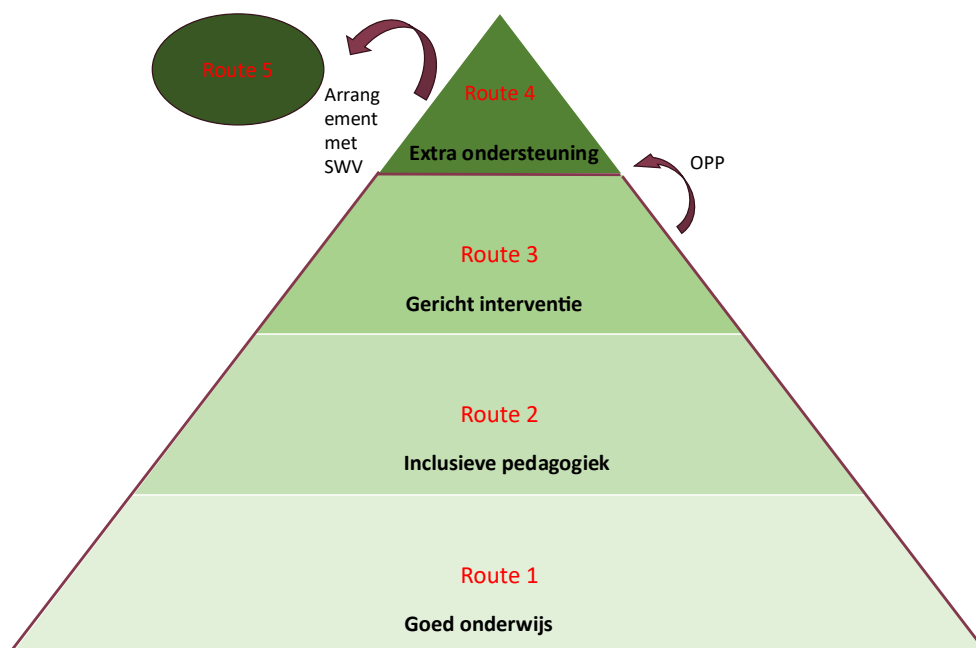 Route 5
Route 4
Arrang
ement
met
SWV
Extra ondersteuning
OPP
Route 3
Gericht interventie
Route 2
Inclusieve pedagogiek
Route 1
Goed onderwijs